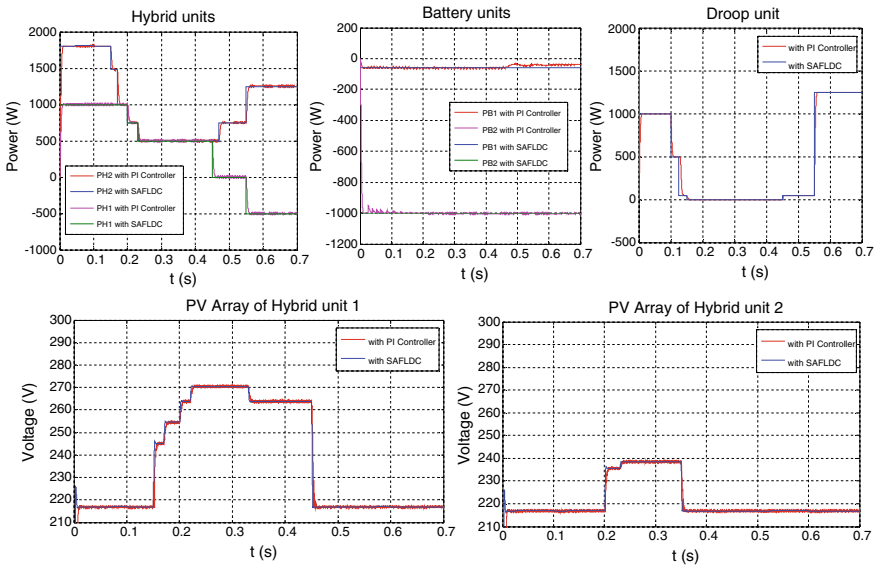 Hybrid units
2000
1500
1000
500
0
-500
-1000
Power (W)
0 0.1 0.2 0.3 0.4 0.5 0.6 0.7
t (s)
PH2 with PI Controller
PH2 with SAFLDC
PH1 with PI Controller
PH1 with SAFLDC
Battery units
200
0
-200
-400
-600
-800
-1000
1200
Power (W)
0 0.1 0.2 0.3 0.4 0.5 0.6 0.7
t (s)
PB1 with PI Controller
PB2 with PI Controller
PB1 with SAFLDC
PB2 with SAFLDC
Droop unit
2000
1500
1000
500
0
-500
Power (W)
0 0.1 0.2 0.3 0.4 0.5 0.6 0.7
t (s)
with PI Controller
with SAFLDC
PV Array of Hybrid unit 1
300
290
280
270
260
250
240
230
220
210
Voltage (V)
0 0.1 0.2 0.3 0.4 0.5 0.6 0.7
t (s)
with PI Controller
with SAFLDC
PV Array of Hybrid unit 2
300
290
280
270
260
250
240
230
220
210
Voltage (V)
0 0.1 0.2 0.3 0.4 0.5 0.6 0.7
t (s)
with PI Controller
with SAFLDC